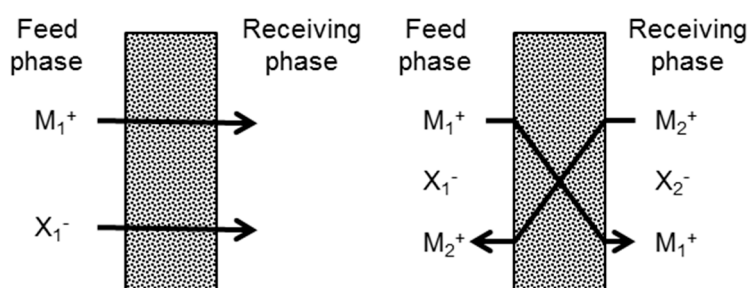 Feed
phase
Receiving
phase
M₁⁺
X₁⁻
Feed
phase
Receiving
phase
M₁⁺
M₂⁺
X₁⁻
X₂⁻
M₂⁺
M₁⁺